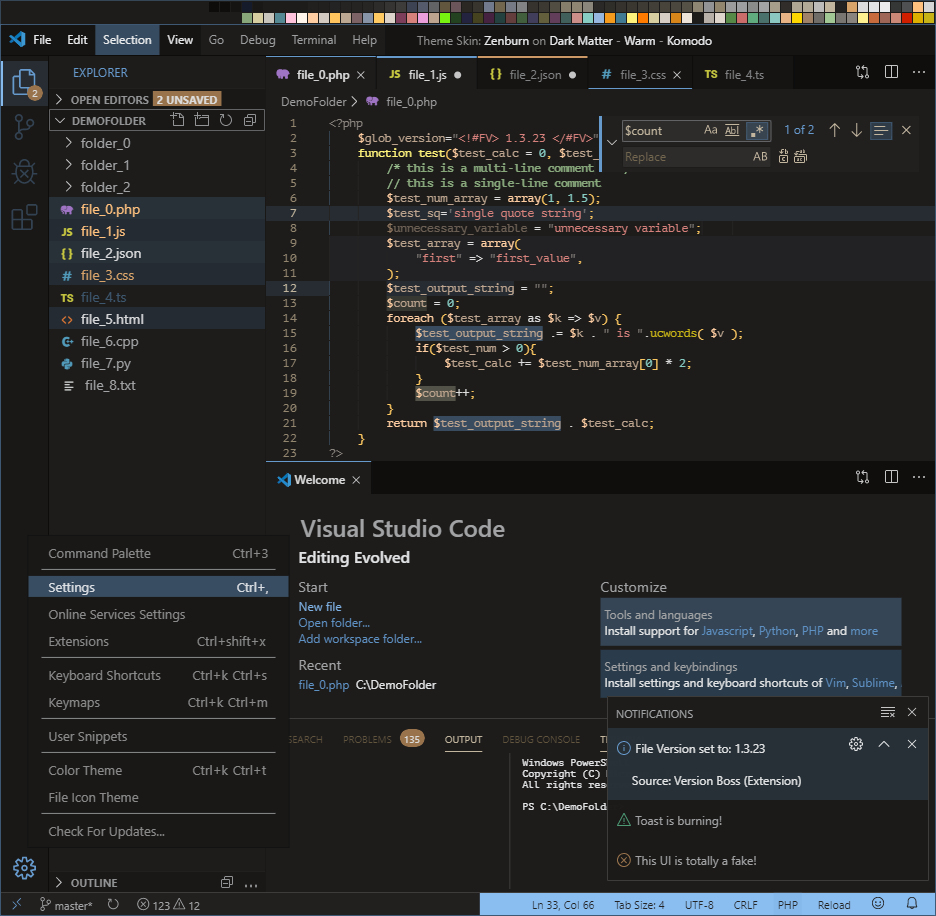 File Edit Selection View Go Debug Terminal Help Theme Skin: Zenburn on Dark Matter - Warm - Komodo
EXPLORER
2
OPEN EDITORS 2 UNSAVED
DEMOFOLDER
folder_0
folder_1
folder_2
file_0.php
JS file_1.js
{} file_2.json
# file_3.css
TS file_4.ts
<> file_5.html
file_6.cpp
file_7.py
file_8.txt
file_0.php × JS file_1.js ● {} file_2.json ● # file_3.css × TS file_4.ts
DemoFolder > file_0.php
$count Aa Abl .* 1 of 2
Replace AB
1 <?php
2 $glob_version="<!#FV> 1.3.23 </#FV>"
3 function test($test_calc = 0, $test_
4 /* this is a multi-line comment
5 // this is a single-line comment
6 $test_num_array = array(1, 1.5);
7 $test_sq='single quote string';
8 $unnecessary_variable = "unnecessary variable";
9 $test_array = array(
10 "first" => "first_value",
11 );
12 $test_output_string = "";
13 $count = 0;
14 foreach ($test_array as $k => $v) {
15 $test_output_string .= $k . " is ".ucwords( $v );
16 if($test_num > 0){
17 $test_calc += $test_num_array[0] * 2;
18 }
19 $count++;
20 }
21 return $test_output_string . $test_calc;
22 }
23 ?>
Welcome ×
Visual Studio Code
Editing Evolved
Start
New file
Open folder...
Add workspace folder...
Recent
file_0.php C:\DemoFolder
Customize
Tools and languages
Install support for Javascript, Python, PHP and more
Settings and keybindings
Install settings and keyboard shortcuts of Vim, Sublime,
Command Palette Ctrl+3
Settings Ctrl+,
Online Services Settings
Extensions Ctrl+shift+x
Keyboard Shortcuts Ctrl+k Ctrl+s
Keymaps Ctrl+k Ctrl+m
User Snippets
Color Theme Ctrl+k Ctrl+t
File Icon Theme
Check For Updates...
SEARCH PROBLEMS 135 OUTPUT DEBUG CONSOLE
Copyright (C)
All rights
PS C:\DemoFold
NOTIFICATIONS
File Version set to: 1.3.23
Source: Version Boss (Extension)
Toast is burning!
This UI is totally a fake!
OUTLINE
master* 123 12 Ln 33, Col 66 Tab Size: 4 UTF-8 CRLF PHP Reload